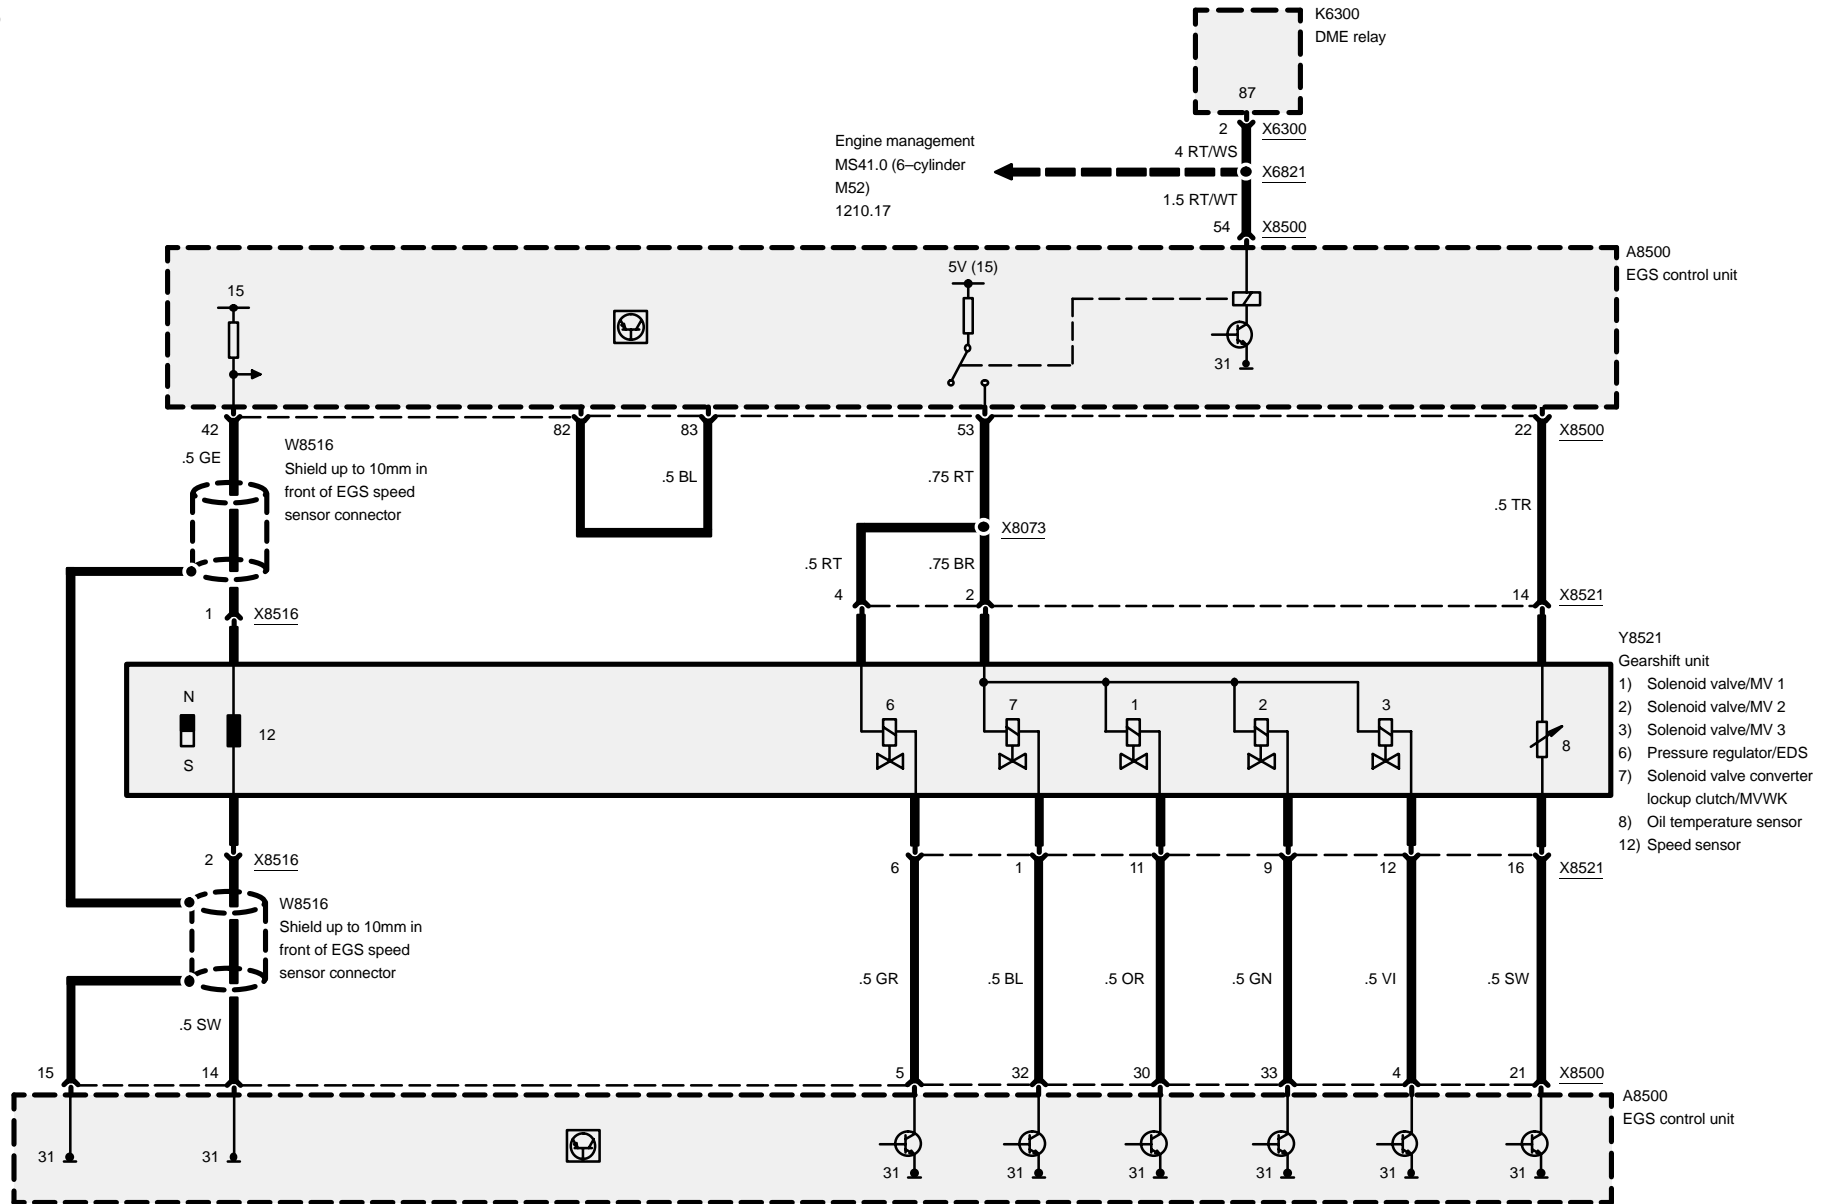 K6300
DME relay
87
2 X6300
Engine management
MS41.0 (6–cylinder
M52)
1210.17
4 RT/WS
X6821
1.5 RT/WT
54 X8500
A8500
EGS control unit
15
5V (15)
31
42 82 83 53 22 X8500
.5 GE
W8516
Shield up to 10mm in
front of EGS speed
sensor connector
.5 BL
.75 RT
.5 TR
X8073
.5 RT .75 BR
4 2 14 X8521
1 X8516
Y8521
Gearshift unit
1) Solenoid valve/MV 1
2) Solenoid valve/MV 2
3) Solenoid valve/MV 3
6) Pressure regulator/EDS
7) Solenoid valve converter
lockup clutch/MVWK
8) Oil temperature sensor
12) Speed sensor
N
S
12
6 7 1 2 3 8
2 X8516
6 1 11 9 12 16 X8521
W8516
Shield up to 10mm in
front of EGS speed
sensor connector
.5 GR .5 BL .5 OR .5 GN .5 VI .5 SW
.5 SW
15 14 5 32 30 33 4 21 X8500
A8500
EGS control unit
31 31 31 31 31 31 31 31